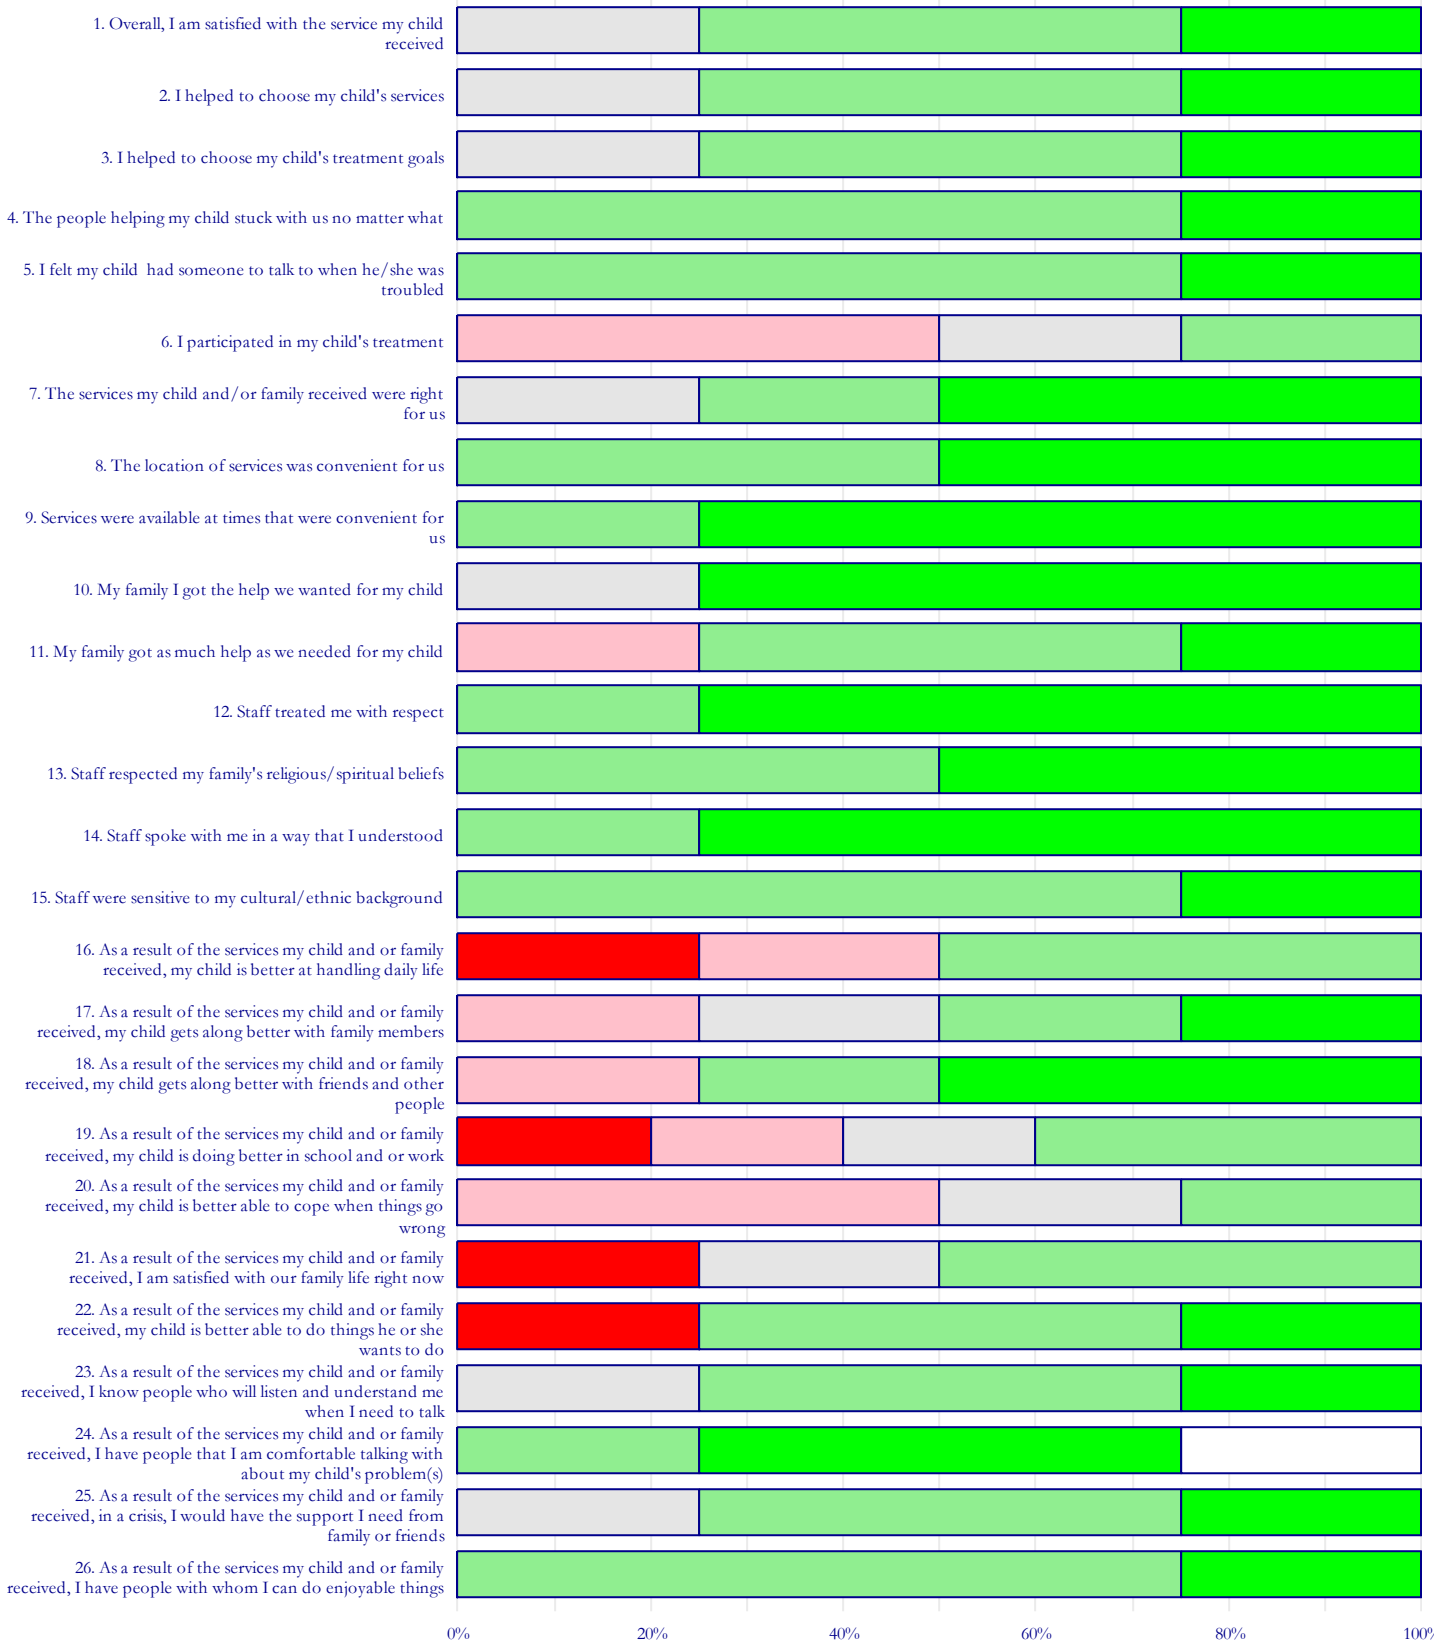 1. Overall, I am satisfied with the service my child
received
2. I helped to choose my child's services
3. I helped to choose my child's treatment goals
4. The people helping my child stuck with us no matter what
5. I felt my child  had someone to talk to when he/she was
troubled
6. I participated in my child's treatment
7. The services my child and/or family received were right
for us
8. The location of services was convenient for us
9. Services were available at times that were convenient for
us
10. My family I got the help we wanted for my child
11. My family got as much help as we needed for my child
12. Staff treated me with respect
13. Staff respected my family's religious/spiritual beliefs
14. Staff spoke with me in a way that I understood
15. Staff were sensitive to my cultural/ethnic background
16. As a result of the services my child and or family
received, my child is better at handling daily life
17. As a result of the services my child and or family
received, my child gets along better with family members
18. As a result of the services my child and or family
received, my child gets along better with friends and other
people
19. As a result of the services my child and or family
received, my child is doing better in school and or work
20. As a result of the services my child and or family
received, my child is better able to cope when things go
wrong
21. As a result of the services my child and or family
received, I am satisfied with our family life right now
22. As a result of the services my child and or family
received, my child is better able to do things he or she
wants to do
23. As a result of the services my child and or family
received, I know people who will listen and understand me
when I need to talk
24. As a result of the services my child and or family
received, I have people that I am comfortable talking with
about my child's problem(s)
25. As a result of the services my child and or family
received, in a crisis, I would have the support I need from
family or friends
26. As a result of the services my child and or family
received, I have people with whom I can do enjoyable things
0% 20% 40% 60% 80% 100%